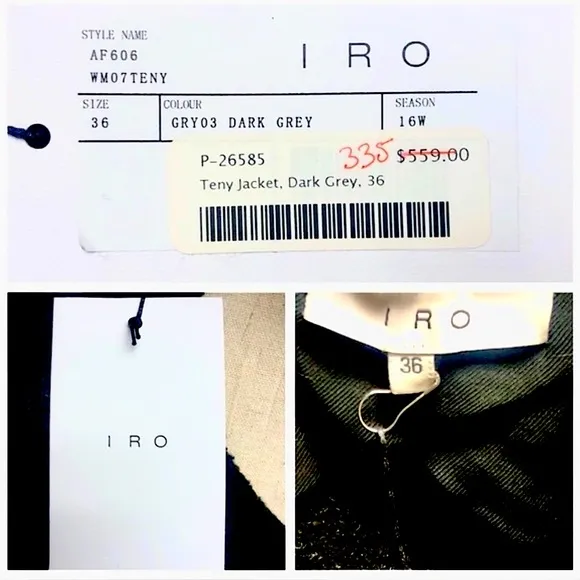 STYLE NAME
AF606
WM07TENY
I R O
SIZE COLOUR SEASON
36 GRY03 DARK GREY 16W
P-26585 335 $559.00
Teny Jacket, Dark Grey, 36
I R O
I R O
36